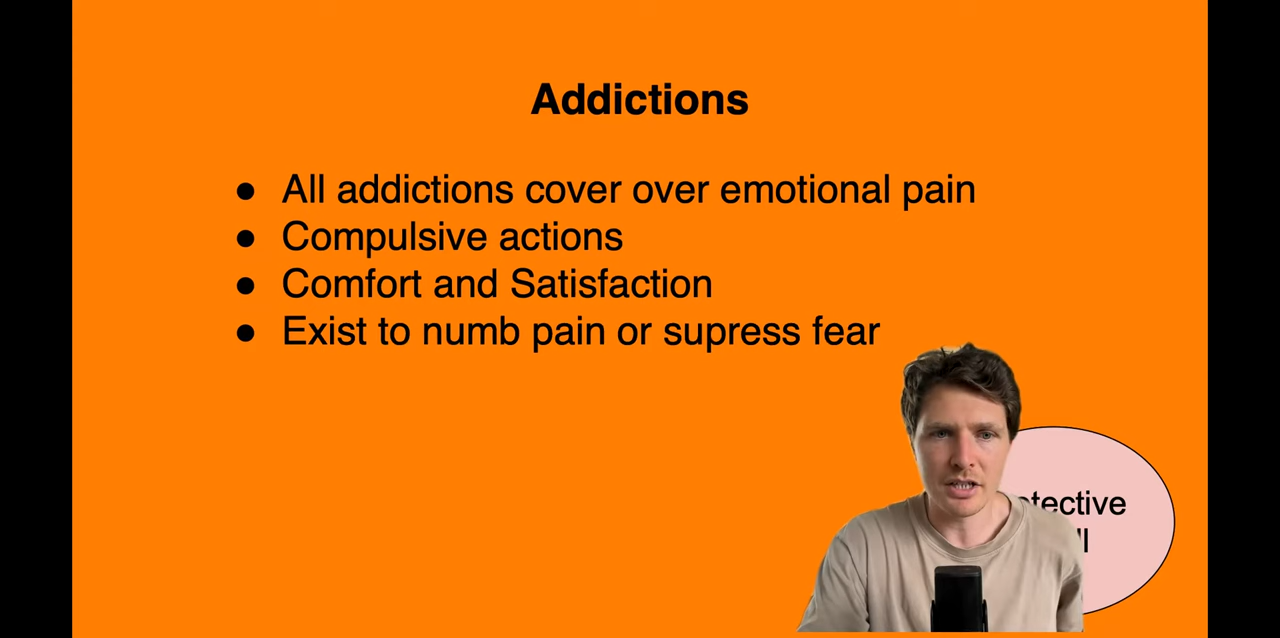 Addictions
● All addictions cover over emotional pain
● Compulsive actions
● Comfort and Satisfaction
● Exist to numb pain or supress fear